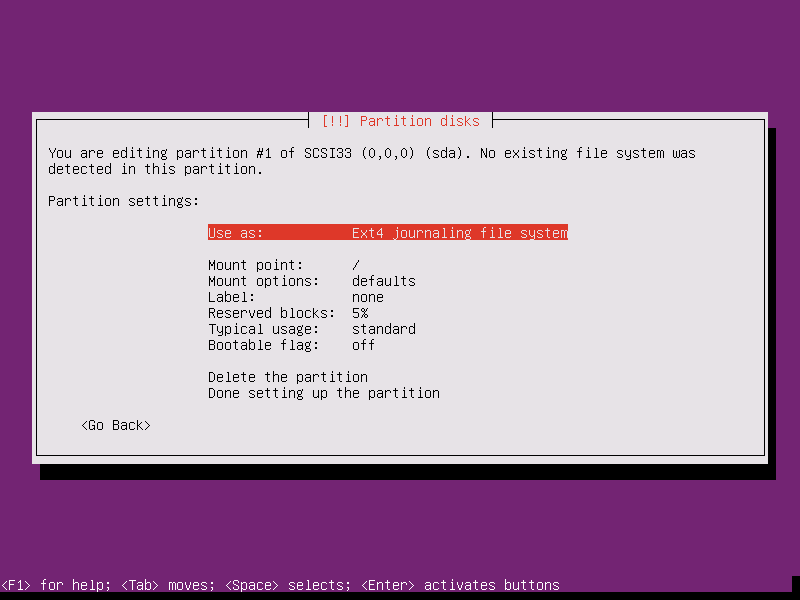 [!!] Partition disks
You are editing partition #1 of SCSI33 (0,0,0) (sda). No existing file system was
detected in this partition.
Partition settings:
Use as: Ext4 journaling file system
Mount point: /
Mount options: defaults
Label: none
Reserved blocks: 5%
Typical usage: standard
Bootable flag: off
Delete the partition
Done setting up the partition
<Go Back>
<F1> for help; <Tab> moves; <Space> selects; <Enter> activates buttons